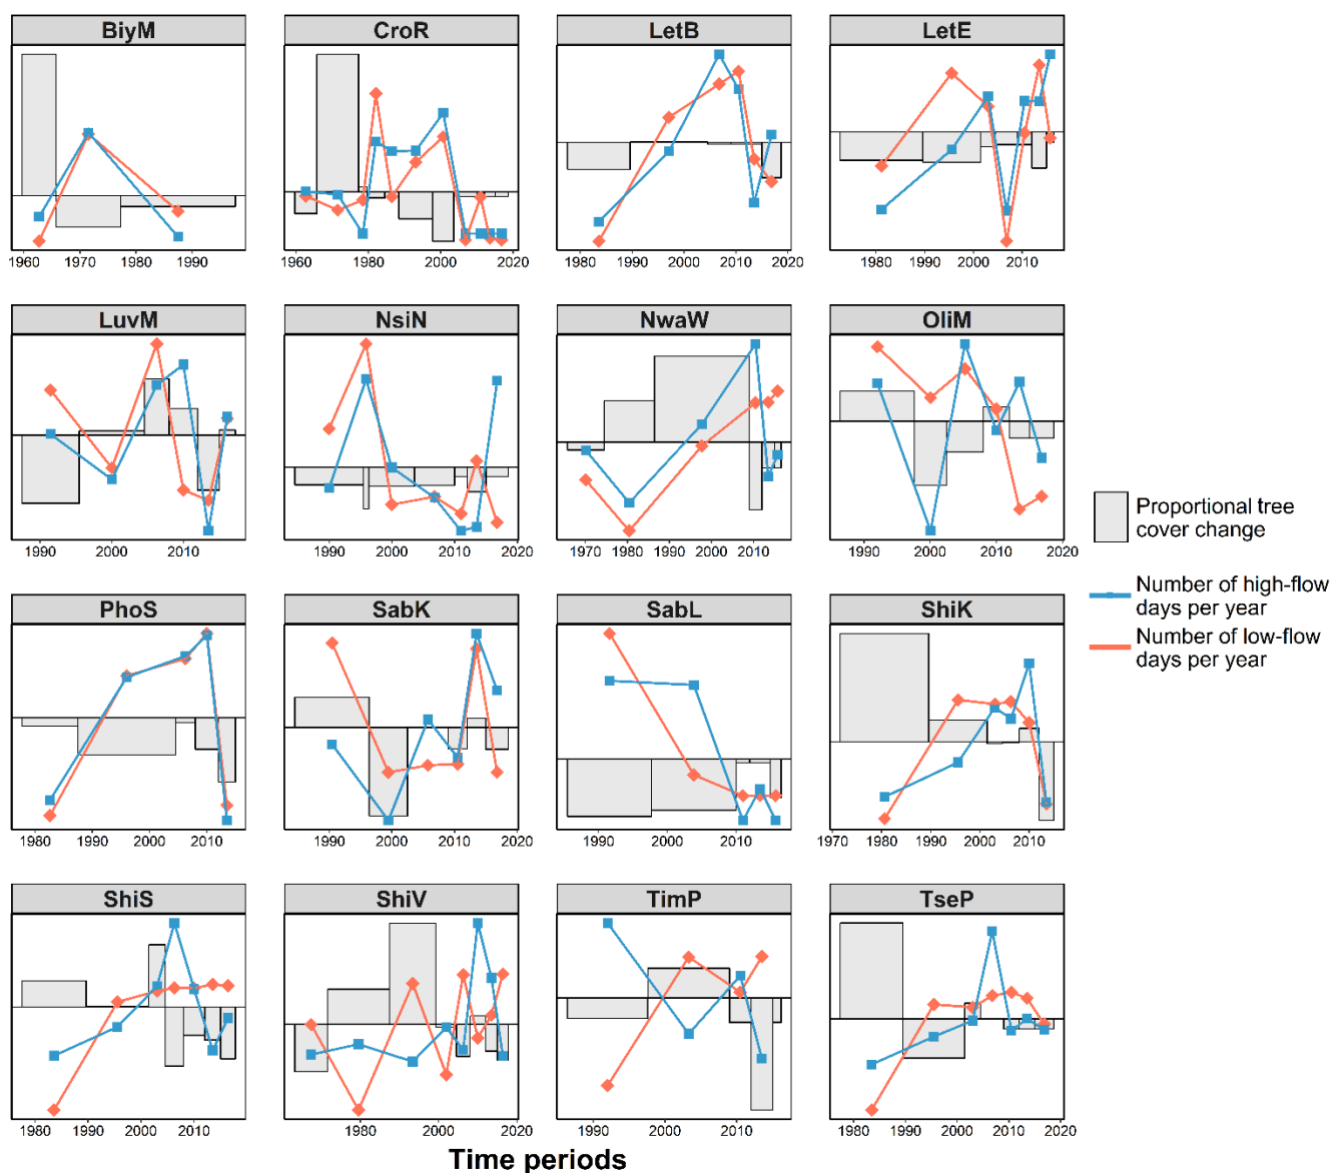 BiyM CroR LetB LetE
1960 1970 1980 1990 1960 1980 2000 2020 1980 1990 2000 2010 2020 1980 1990 2000 2010
LuvM NsiN NwaW OliM
1990 2000 2010 1990 2000 2010 2020 1970 1980 1990 2000 2010 1990 2000 2010 2020
Proportional tree
cover change
Number of high-flow
days per year
Number of low-flow
days per year
PhoS SabK SabL ShiK
1980 1990 2000 2010 1990 2000 2010 2020 1990 2000 2010 1970 1980 1990 2000 2010
ShiS ShiV TimP TseP
1980 1990 2000 2010 1980 2000 2020 1990 2000 2010 1980 1990 2000 2010 2020
Time periods